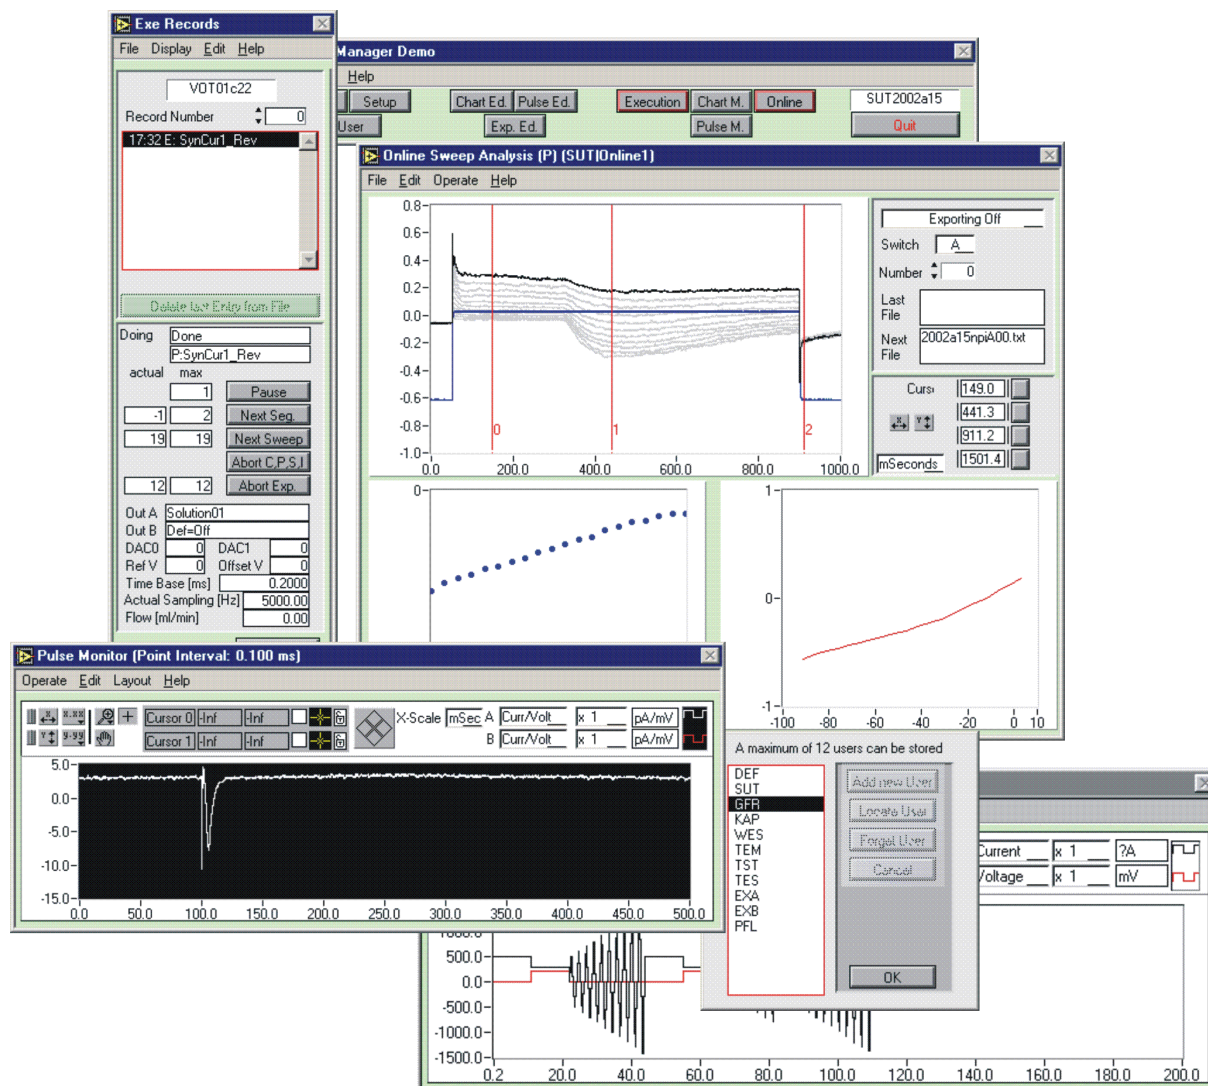 Exe Records
File Display Edit Help
VOT01c22
Record Number 0
17:32 E: SynCur1_Rev
Delete last Entry from File
Doing Done
P:SynCur1_Rev
actual max
1 Pause
-1 2 Next Seg.
19 19 Next Sweep
Abort C,P,S,I
12 12 Abort Exp.
Out A Solution01
Out B Def=Off
DAC0 0 DAC1 0
Ref V 0 Offset V 0
Time Base [ms] 0.2000
Actual Sampling [Hz] 5000.00
Flow [ml/min] 0.00
Manager Demo
Help
Setup Chart Ed. Pulse Ed. Execution Chart M. Online SUT2002a15
User Exp. Ed. Pulse M. Quit
Online Sweep Analysis (P) (SUT|Online1)
File Edit Operate Help
0.8
0.6
0.4
0.2
0.0
-0.2
-0.4
-0.6
-0.8
-1.0
0 1 2
0.0 200.0 400.0 600.0 800.0 1000.0
Exporting Off
Switch A
Number 0
Last File
Next File 2002a15npiA00.txt
149.0
441.3
911.2
1501.4
mSeconds
0
1
0
-1
-100 -80 -60 -40 -20 0 10
Pulse Monitor (Point Interval: 0.100 ms)
Operate Edit Layout Help
X x.xx Cursor 0 -Inf -Inf X-Scale mSec A Curr/Volt x 1 pA/mV
Y y.yy Cursor 1 -Inf -Inf B Curr/Volt x 1 pA/mV
5.0
0.0
-5.0
-10.0
-15.0
0.0 50.0 100.0 150.0 200.0 250.0 300.0 350.0 400.0 450.0 500.0
A maximum of 12 users can be stored
DEF
SUT
GFR
KAP
WES
TEM
TST
TES
EXA
EXB
PFL
Add new User
Locate User
Forget User
Cancel
OK
Current x 1 ?A
Voltage x 1 mV
500.0
0.0
-500.0
-1000.0
-1500.0
0.2 20.0 40.0 60.0 80.0 100.0 120.0 140.0 160.0 180.0 200.0